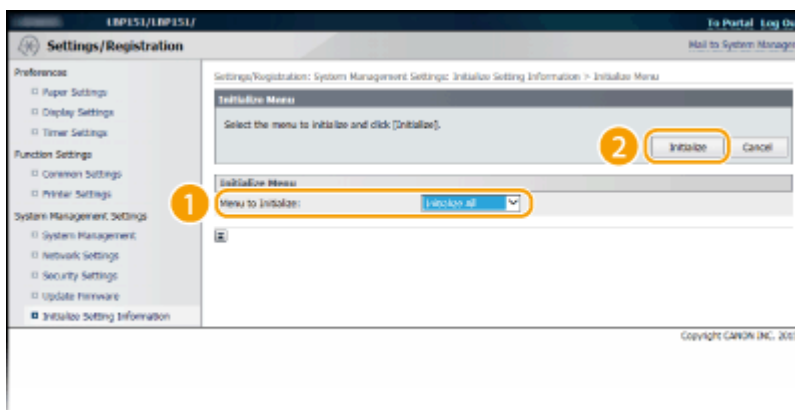 LBP151/LBP151/
To Portal Log Ou
Settings/Registration
Mail to System Manager
Preferences
Settings/Registration: System Management Settings: Initialize Setting Information > Initialize Menu
Paper Settings
Initialize Menu
Display Settings
Select the menu to initialize and click [Initialize].
Timer Settings
Function Settings
2
Initialize
Cancel
Common Settings
Initialize Menu
Printer Settings
1
Menu to Initialize:
Initialize All
System Management Settings
System Management
Network Settings
Security Settings
Update Firmware
Initialize Setting Information
Copyright CANON INC. 201